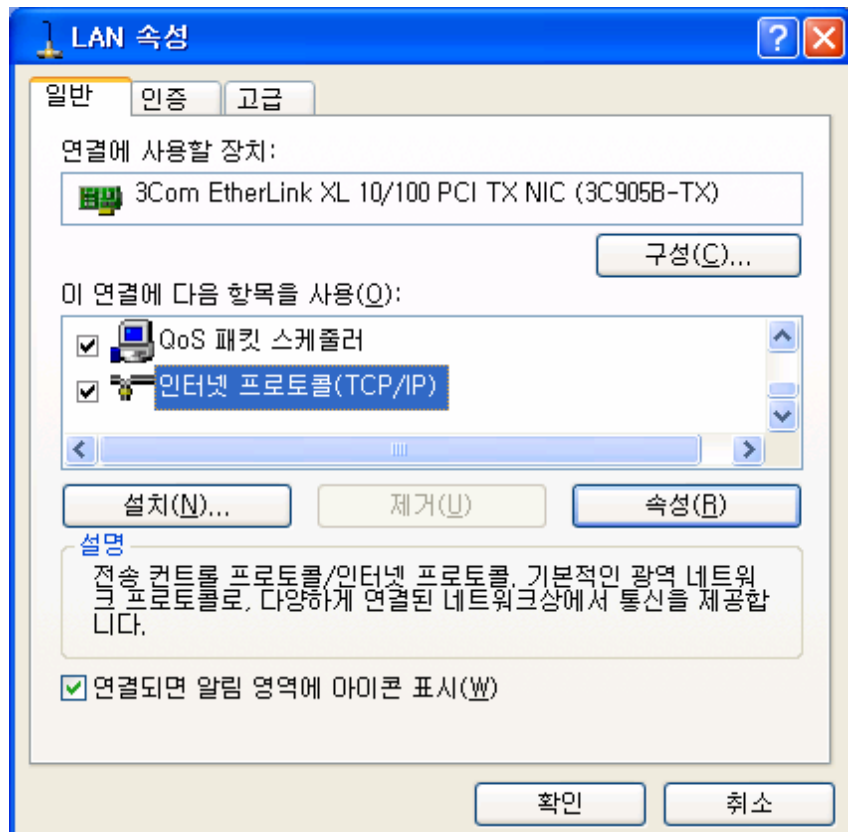 LAN 속성
일반 인증 고급
연결에 사용할 장치:
3Com EtherLink XL 10/100 PCI TX NIC (3C905B-TX)
구성(C)...
이 연결에 다음 항목을 사용(O):
QoS 패킷 스케줄러
인터넷 프로토콜(TCP/IP)
설치(N)... 제거(U) 속성(R)
설명
전송 컨트롤 프로토콜/인터넷 프로토콜. 기본적인 광역 네트워
크 프로토콜로, 다양하게 연결된 네트워크상에서 통신을 제공합
니다.
연결되면 알림 영역에 아이콘 표시(W)
확인 취소